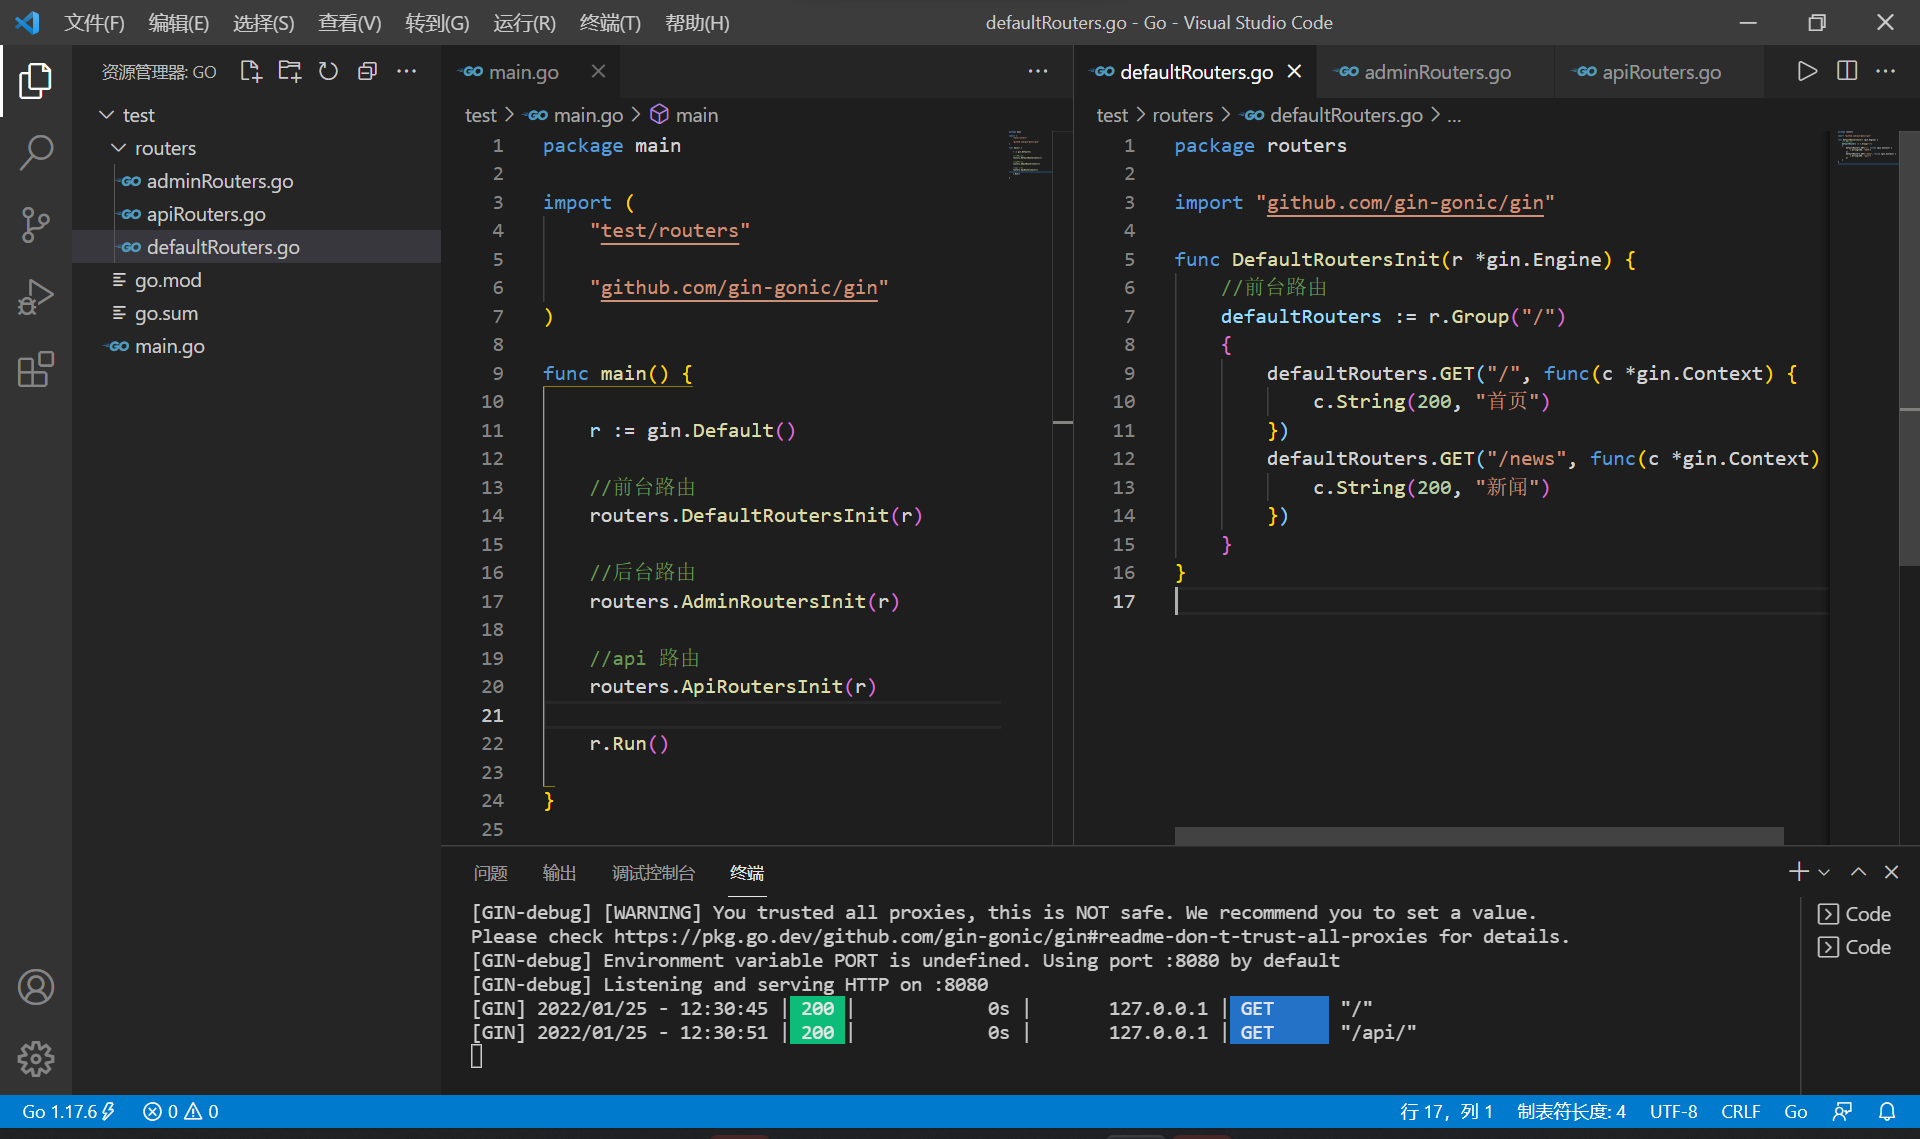 文件(F) 编辑(E) 选择(S) 查看(V) 转到(G) 运行(R) 终端(T) 帮助(H) defaultRouters.go - Go - Visual Studio Code
资源管理器: GO
test
routers
adminRouters.go
apiRouters.go
defaultRouters.go
go.mod
go.sum
main.go
main.go
test > main.go > main
1 package main
2
3 import (
4 "test/routers"
5
6 "github.com/gin-gonic/gin"
7 )
8
9 func main() {
10
11 r := gin.Default()
12
13 //前台路由
14 routers.DefaultRoutersInit(r)
15
16 //后台路由
17 routers.AdminRoutersInit(r)
18
19 //api 路由
20 routers.ApiRoutersInit(r)
21
22 r.Run()
23
24 }
25
defaultRouters.go adminRouters.go apiRouters.go
test > routers > defaultRouters.go > ...
1 package routers
2
3 import "github.com/gin-gonic/gin"
4
5 func DefaultRoutersInit(r *gin.Engine) {
6 //前台路由
7 defaultRouters := r.Group("/")
8 {
9 defaultRouters.GET("/", func(c *gin.Context) {
10 c.String(200, "首页")
11 })
12 defaultRouters.GET("/news", func(c *gin.Context)
13 c.String(200, "新闻")
14 })
15 }
16 }
17
问题 输出 调试控制台 终端
[GIN-debug] [WARNING] You trusted all proxies, this is NOT safe. We recommend you to set a value.
Please check https://pkg.go.dev/github.com/gin-gonic/gin#readme-don-t-trust-all-proxies for details.
[GIN-debug] Environment variable PORT is undefined. Using port :8080 by default
[GIN-debug] Listening and serving HTTP on :8080
[GIN] 2022/01/25 - 12:30:45 | 200 | 0s | 127.0.0.1 | GET "/"
[GIN] 2022/01/25 - 12:30:51 | 200 | 0s | 127.0.0.1 | GET "/api/"
Code
Code
Go 1.17.6 0 0 行 17，列 1 制表符长度: 4 UTF-8 CRLF Go